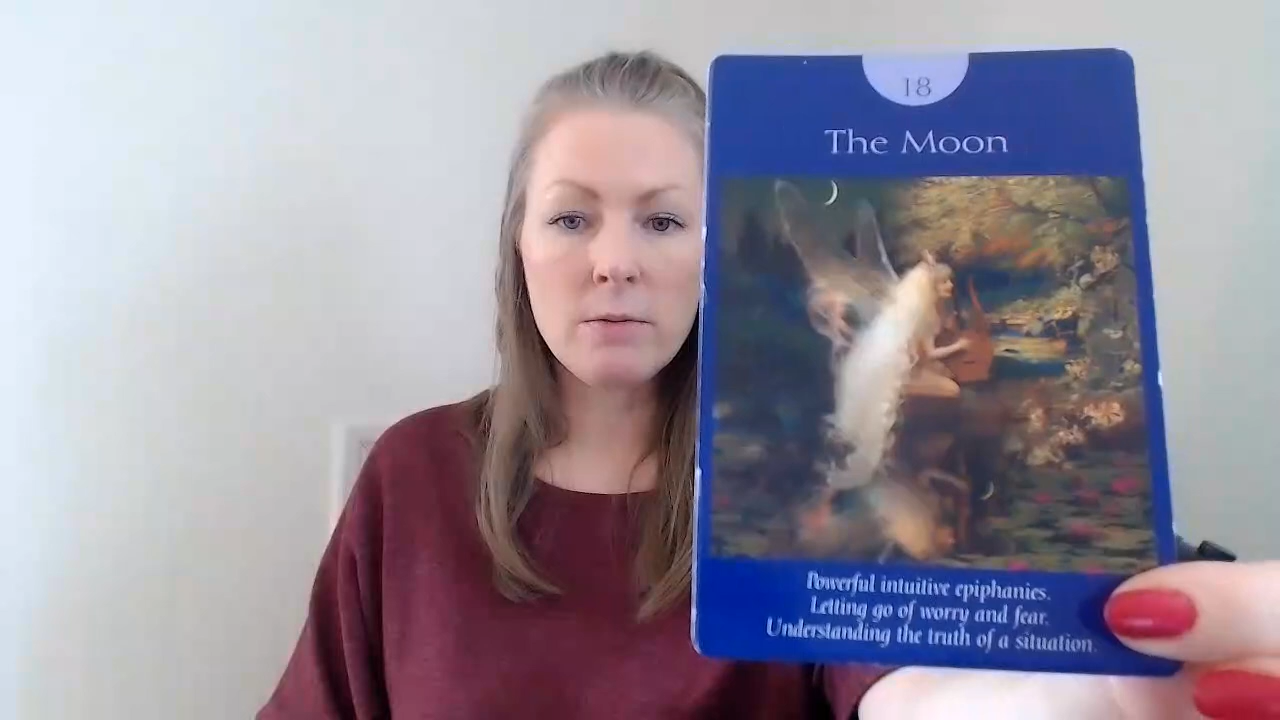 18
The Moon
Powerful intuitive epiphanies.
Letting go of worry and fear.
Understanding the truth of a situation.